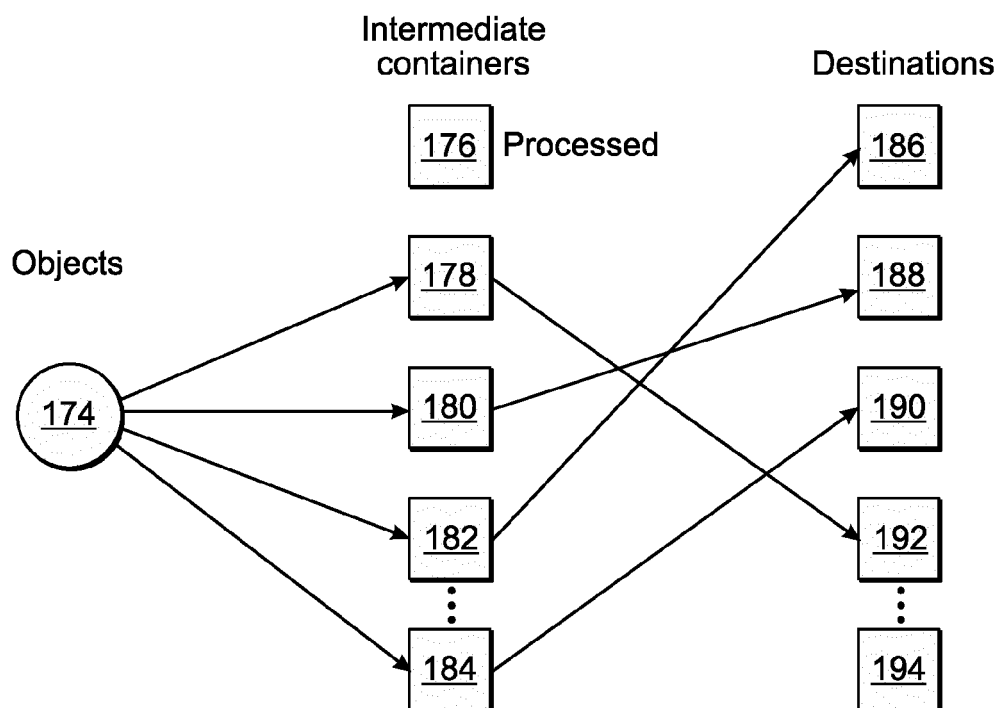 Intermediate
containers
Destinations
176 Processed
186
Objects
178
188
174
180
190
182
192
184
194